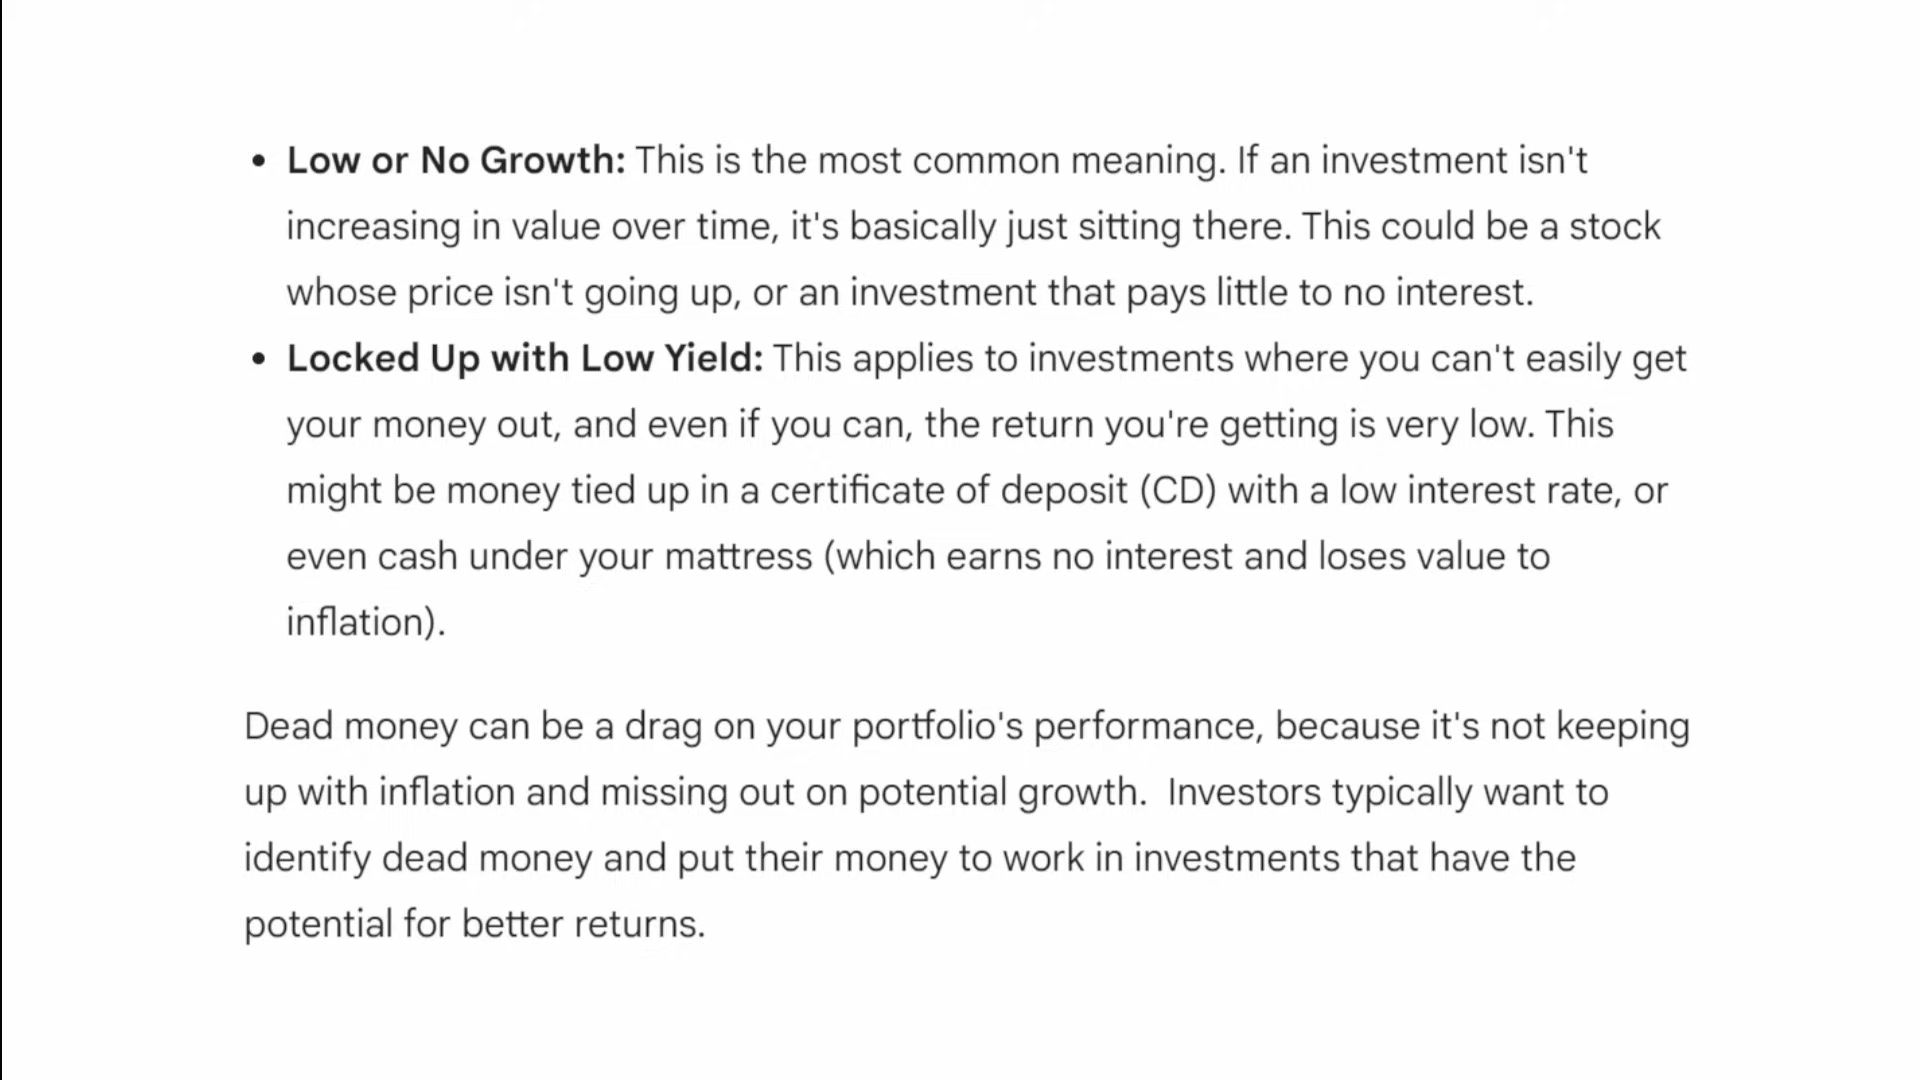 • Low or No Growth: This is the most common meaning. If an investment isn't
increasing in value over time, it's basically just sitting there. This could be a stock
whose price isn't going up, or an investment that pays little to no interest.
• Locked Up with Low Yield: This applies to investments where you can't easily get
your money out, and even if you can, the return you're getting is very low. This
might be money tied up in a certificate of deposit (CD) with a low interest rate, or
even cash under your mattress (which earns no interest and loses value to
inflation).
Dead money can be a drag on your portfolio's performance, because it's not keeping
up with inflation and missing out on potential growth.  Investors typically want to
identify dead money and put their money to work in investments that have the
potential for better returns.